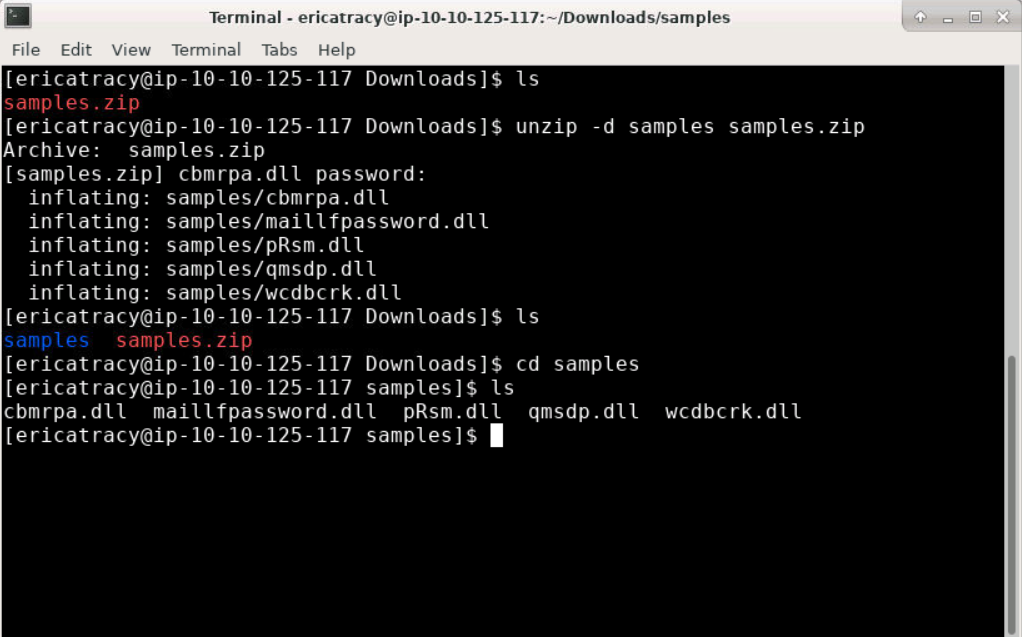 Terminal - ericatracy@ip-10-10-125-117:~/Downloads/samples
File Edit View Terminal Tabs Help
[ericatracy@ip-10-10-125-117 Downloads]$ ls
samples.zip
[ericatracy@ip-10-10-125-117 Downloads]$ unzip -d samples samples.zip
Archive:  samples.zip
[samples.zip] cbmrpa.dll password:
  inflating: samples/cbmrpa.dll
  inflating: samples/maillfpassword.dll
  inflating: samples/pRsm.dll
  inflating: samples/qmsdp.dll
  inflating: samples/wcdbcrk.dll
[ericatracy@ip-10-10-125-117 Downloads]$ ls
samples  samples.zip
[ericatracy@ip-10-10-125-117 Downloads]$ cd samples
[ericatracy@ip-10-10-125-117 samples]$ ls
cbmrpa.dll  maillfpassword.dll  pRsm.dll  qmsdp.dll  wcdbcrk.dll
[ericatracy@ip-10-10-125-117 samples]$